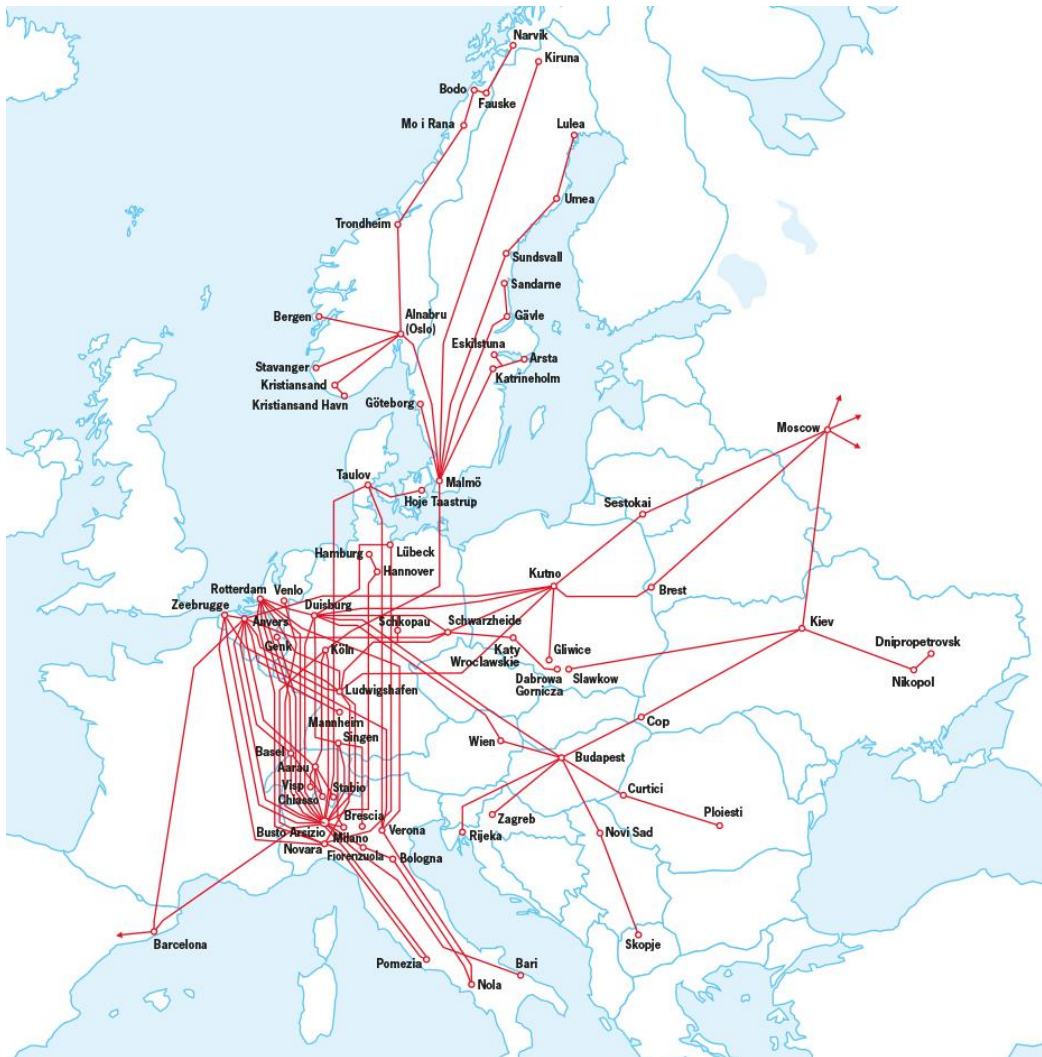 Narvik
Kiruna
Bodo
Fauske
Mo i Rana
Lulea
Umea
Trondheim
Sundsvall
Sandarne
Bergen
Alnabru
(Oslo)
Gävle
Eskilstuna
Arsta
Stavanger
Katrineholm
Kristiansand
Göteborg
Kristiansand Havn
Moscow
Taulov
Malmö
Hoje Taastrup
Sestokai
Hamburg
Lübeck
Hannover
Kutno
Rotterdam
Venlo
Brest
Zeebrugge
Anvers
Duisburg
Schkopau
Schwarzheide
Kiev
Genk
Köln
Katy
Wroclawskie
Gliwice
Dnipropetrovsk
Dabrowa
Gornicza
Slawkow
Nikopol
Ludwigshafen
Mannheim
Cop
Singen
Wien
Basel
Budapest
Aarau
Visp
Stabio
Chiasso
Curtici
Brescia
Zagreb
Ploiesti
Busto Arsizio
Milano
Verona
Rijeka
Novi Sad
Novara
Fiorenzuola
Bologna
Barcelona
Skopje
Pomezia
Bari
Nola